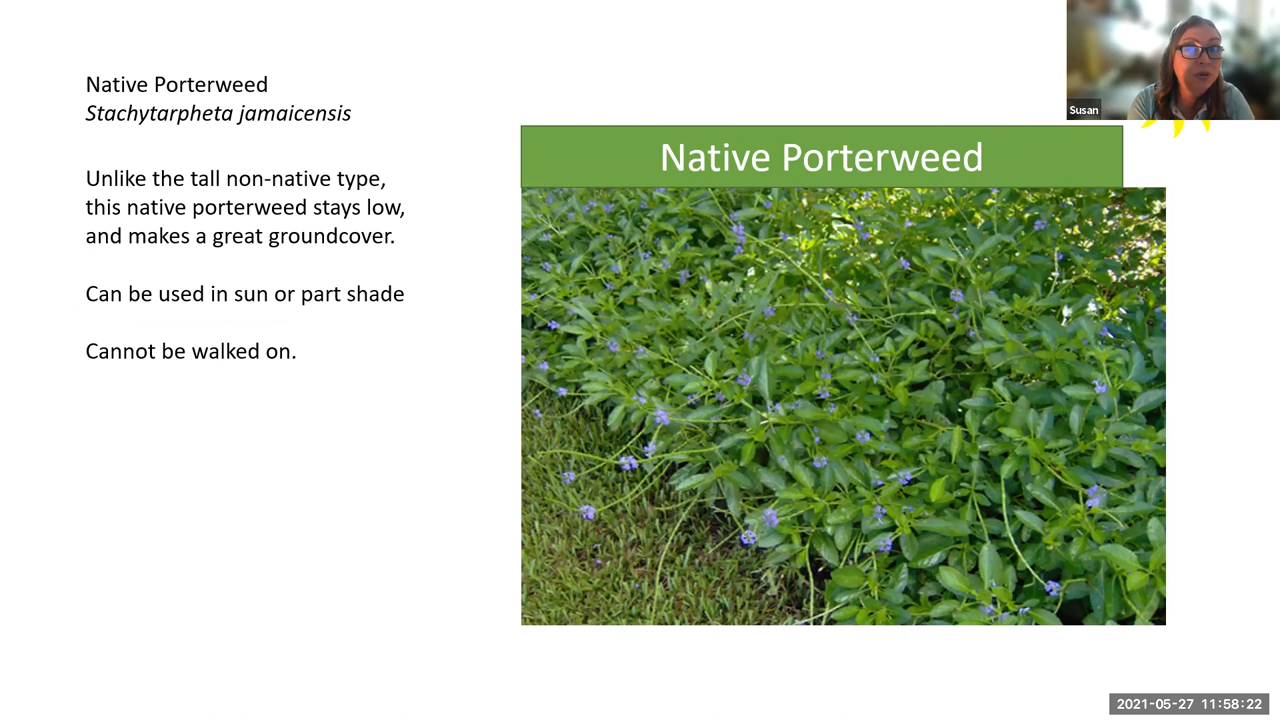 Native Porterweed
Stachytarpheta jamaicensis
Unlike the tall non-native type,
this native porterweed stays low,
and makes a great groundcover.
Can be used in sun or part shade
Cannot be walked on.
Native Porterweed
Susan
2021-05-27 11:58:22